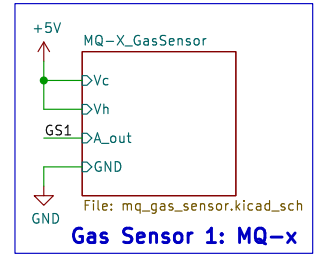 +5V
MQ-X_GasSensor
Vc
Vh
GS1
A_out
GND
GND
File: mq_gas_sensor.kicad_sch
Gas Sensor 1: MQ-x